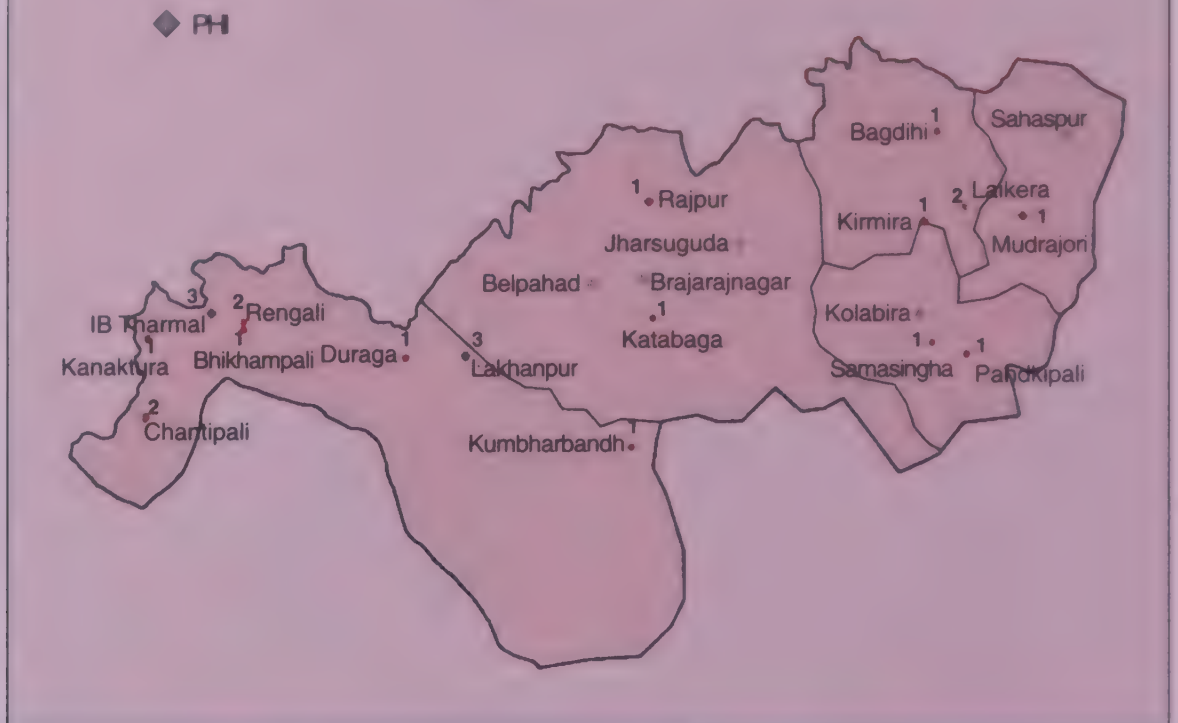 PHI
1
Bagdihi
Sahaspur
1
Rajpur
2
Laikera
1
Kirmira
1
Mudrajori
Jharsuguda
Belpahad
Brajarajnagar
3
IB Tharmal
2
Rengali
1
Kanaktura
1
Bhikhampali
Duraga
1
3
Lakhanpur
1
Katabaga
Kolabira
1
Samasingha
1
Pandkipali
2
Chantipali
1
Kumbharbandh